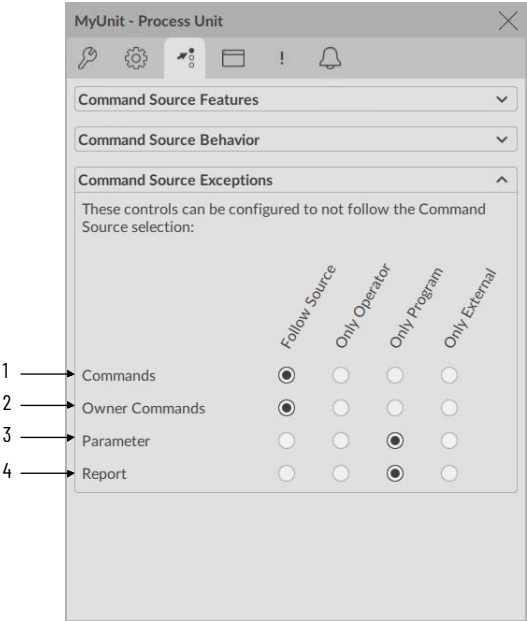 MyUnit - Process Unit
!
Command Source Features
Command Source Behavior
Command Source Exceptions
These controls can be configured to not follow the Command
Source selection:
Follow Source
Only Operator
Only Program
Only External
1
Commands
2
Owner Commands
3
Parameter
4
Report